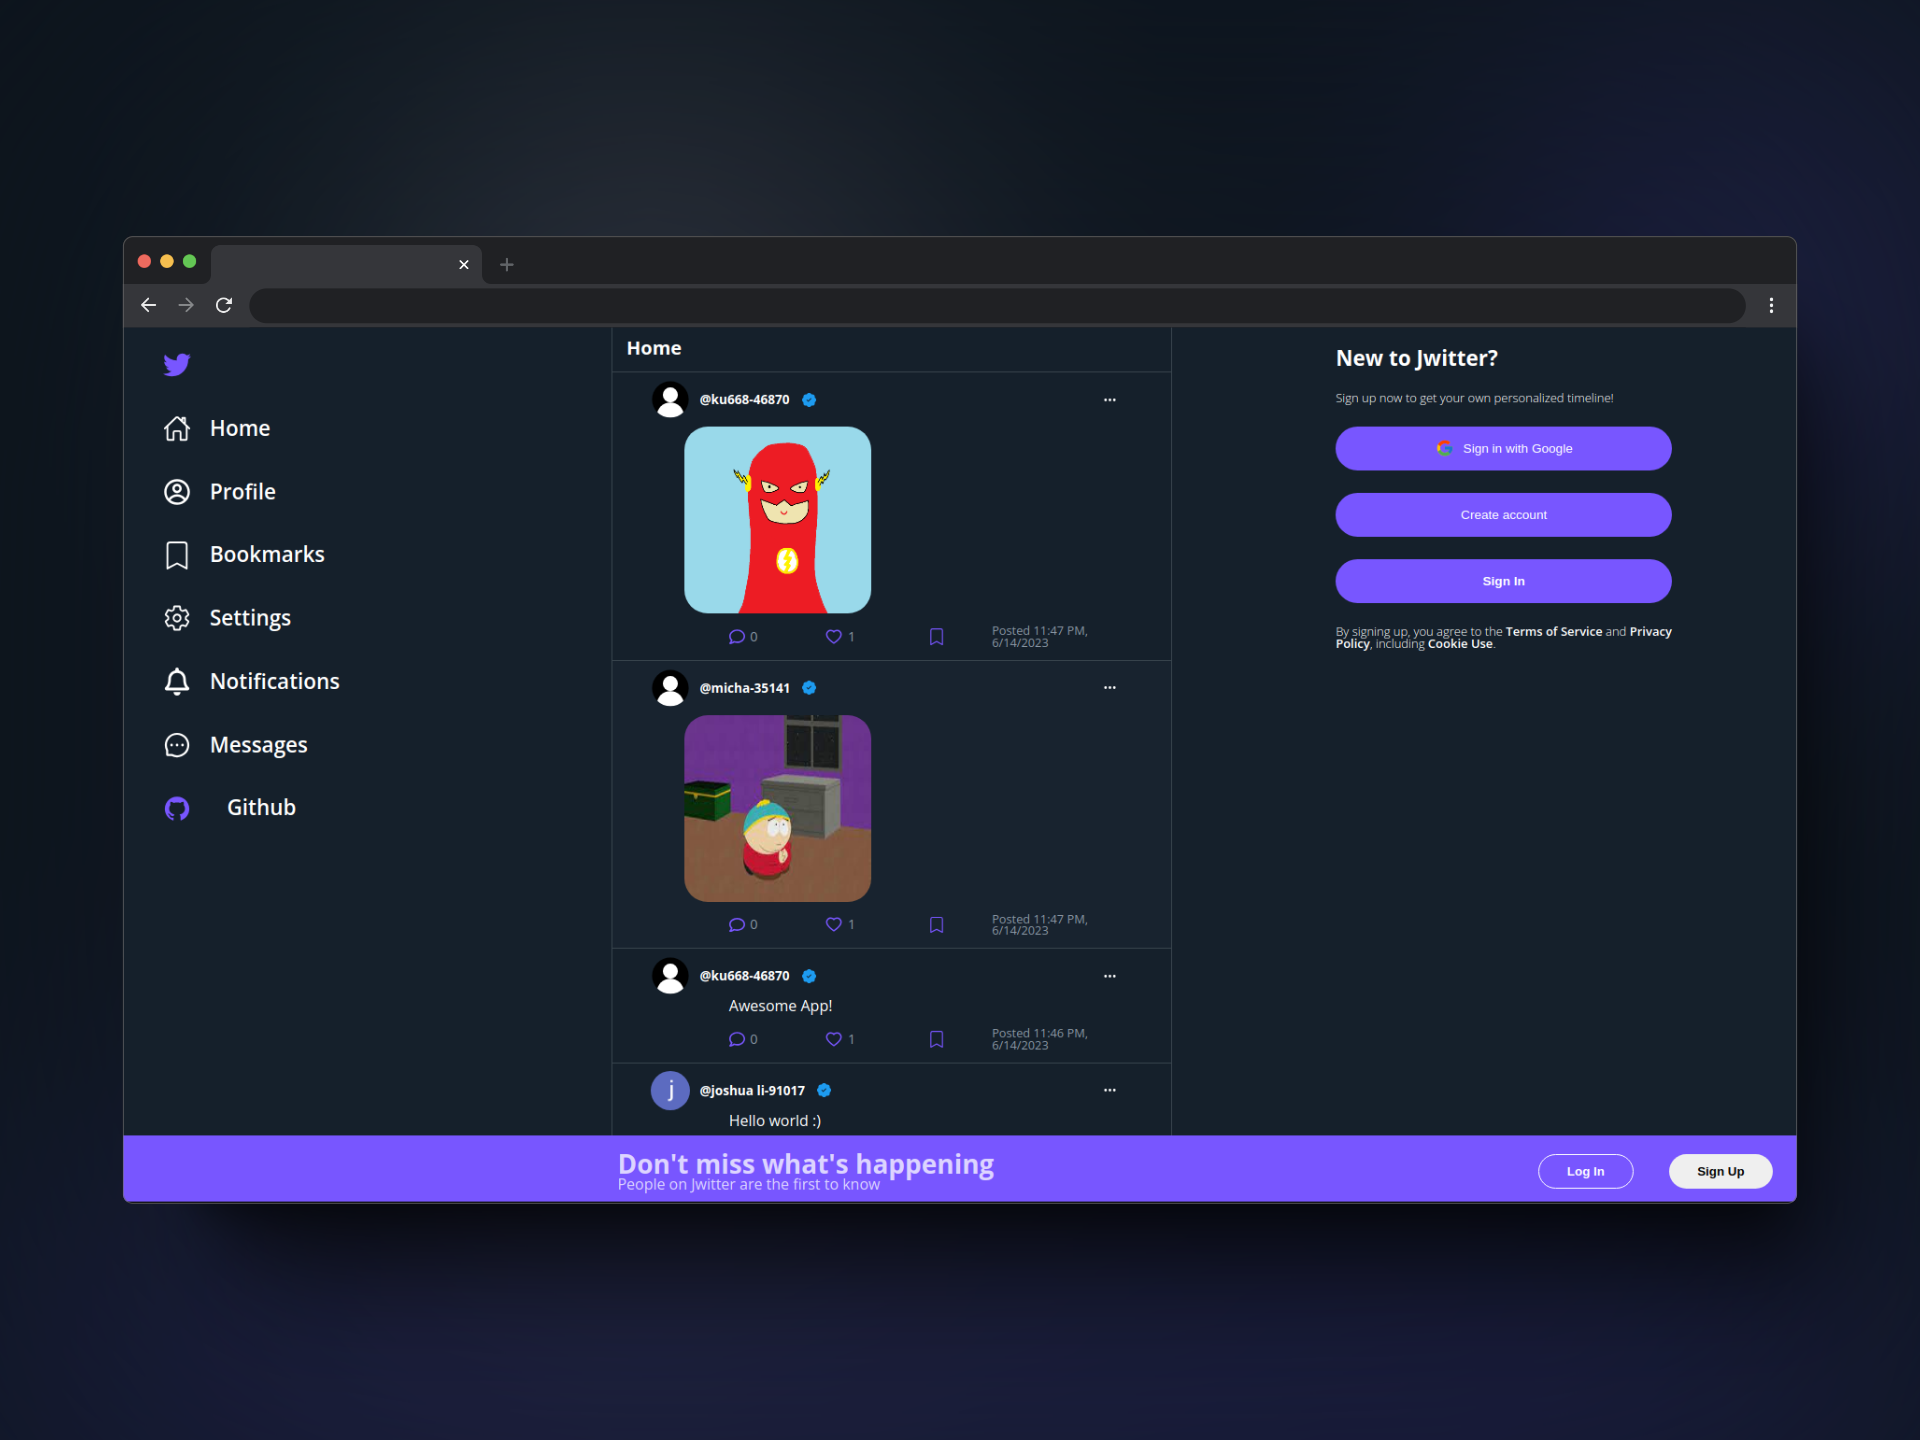 Home
Profile
Bookmarks
Settings
Notifications
Messages
Github
Home
@ku668-46870
0
1
Posted 11:47 PM,
6/14/2023
@micha-35141
0
1
Posted 11:47 PM,
6/14/2023
@ku668-46870
Awesome App!
0
1
Posted 11:46 PM,
6/14/2023
j
@joshua li-91017
Hello world :)
New to Jwitter?
Sign up now to get your own personalized timeline!
Sign in with Google
Create account
Sign In
By signing up, you agree to the Terms of Service and Privacy
Policy, including Cookie Use.
Don't miss what's happening
People on Jwitter are the first to know
Log In
Sign Up